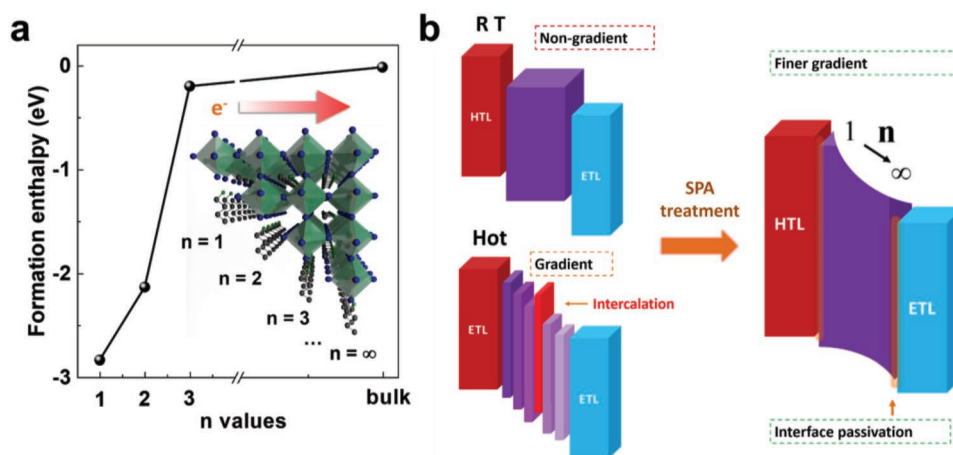 a
Formation enthalpy (eV)
0
-1
-2
-3
e-
n = 1
n = 2
n = 3
...
n = ∞
1
2
3
bulk
n values
b
R T
Non-gradient
HTL
ETL
Hot
Gradient
Intercalation
ETL
ETL
SPA
treatment
Finer gradient
1 n
∞
HTL
ETL
Interface passivation